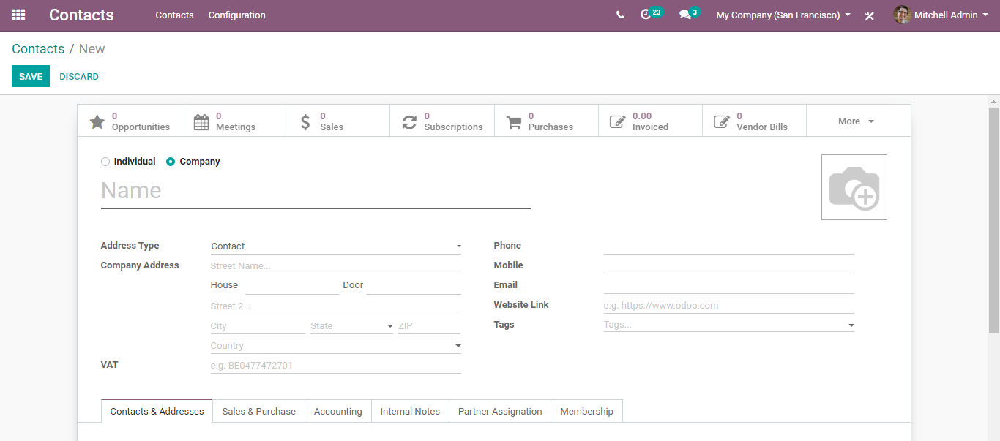 Contacts Contacts Configuration 23 3 My Company (San Francisco) Mitchell Admin
Contacts / New
SAVE DISCARD
0 0 0 0 0 0.00 0
Opportunities Meetings Sales Subscriptions Purchases Invoiced Vendor Bills More
Individual Company
Name
Address Type Contact Phone
Company Address Street Name... Mobile
House Door Email
Street 2... Website Link e.g. https://www.odoo.com
City State ZIP Tags Tags...
Country
VAT e.g. BE0477472701
Contacts & Addresses Sales & Purchase Accounting Internal Notes Partner Assignation Membership